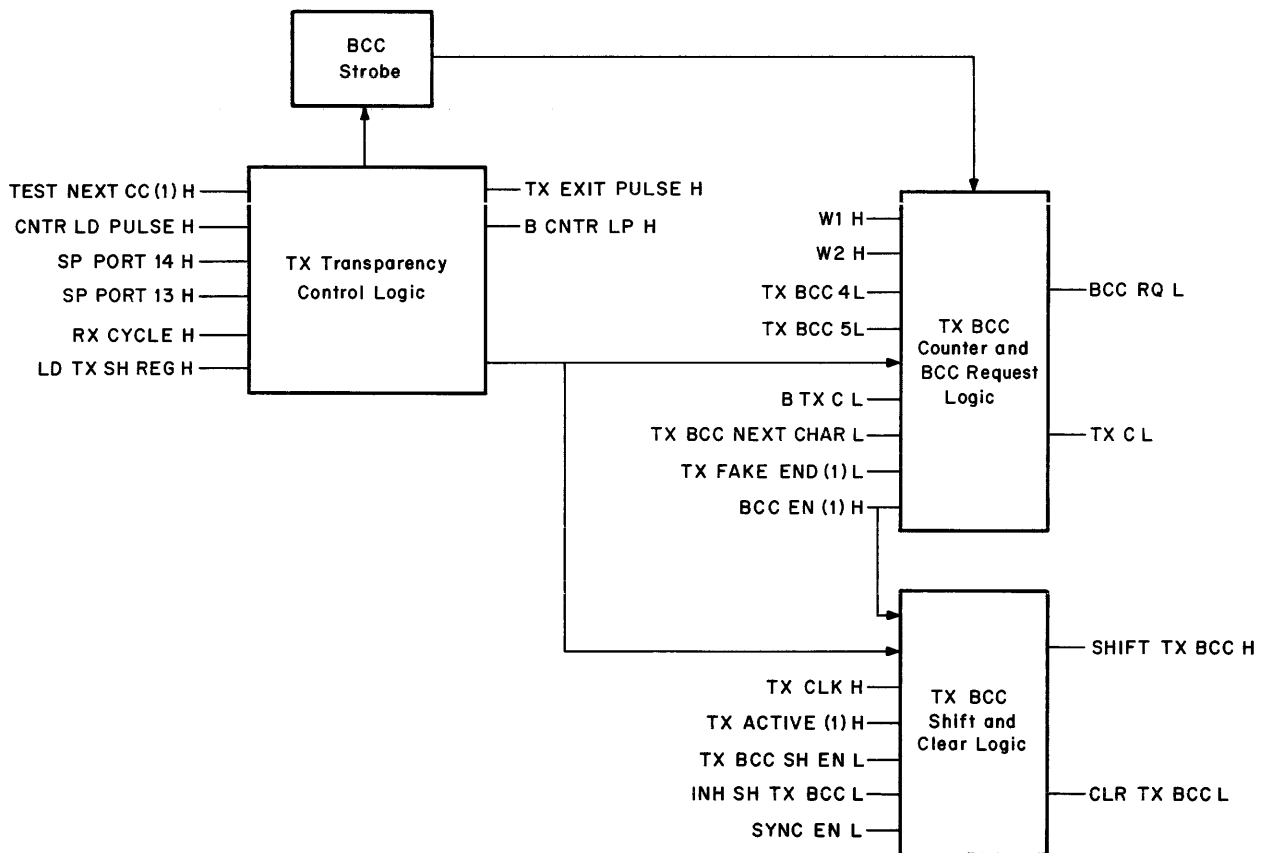 BCC
Strobe
TEST NEXT CC (1) H
CNTR LD PULSE H
SP PORT 14 H
SP PORT 13 H
RX CYCLE H
LD TX SH REG H
TX Transparency
Control Logic
TX EXIT PULSE H
B CNTR LP H
W1 H
W2 H
TX BCC 4L
TX BCC 5L
B TX C L
TX BCC NEXT CHAR L
TX FAKE END (1) L
BCC EN (1) H
TX BCC
Counter and
BCC Request
Logic
BCC RQ L
TX C L
TX CLK H
TX ACTIVE (1) H
TX BCC SH EN L
INH SH TX BCC L
SYNC EN L
TX BCC
Shift and
Clear Logic
SHIFT TX BCC H
CLR TX BCC L